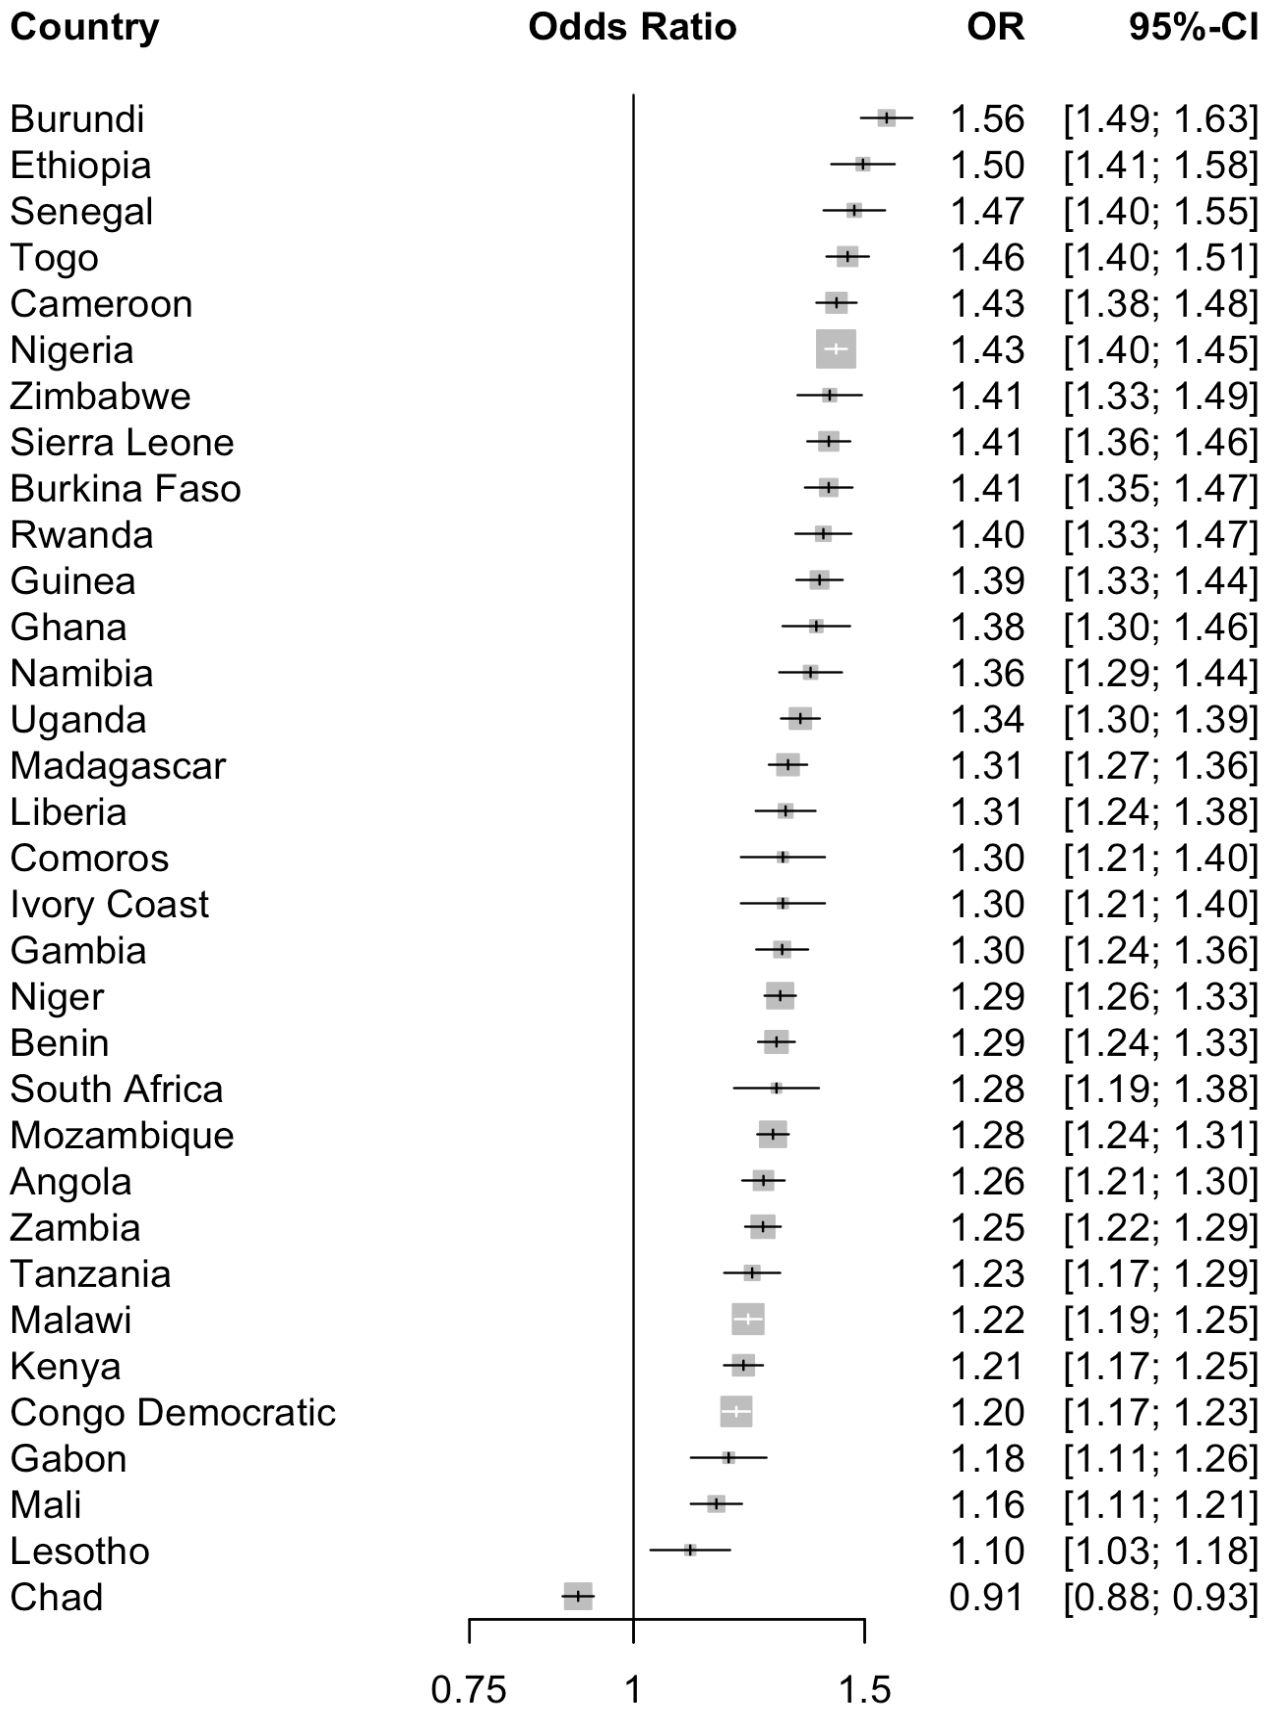 Country Odds Ratio OR 95%-CI
Burundi 1.56 [1.49; 1.63]
Ethiopia 1.50 [1.41; 1.58]
Senegal 1.47 [1.40; 1.55]
Togo 1.46 [1.40; 1.51]
Cameroon 1.43 [1.38; 1.48]
Nigeria 1.43 [1.40; 1.45]
Zimbabwe 1.41 [1.33; 1.49]
Sierra Leone 1.41 [1.36; 1.46]
Burkina Faso 1.41 [1.35; 1.47]
Rwanda 1.40 [1.33; 1.47]
Guinea 1.39 [1.33; 1.44]
Ghana 1.38 [1.30; 1.46]
Namibia 1.36 [1.29; 1.44]
Uganda 1.34 [1.30; 1.39]
Madagascar 1.31 [1.27; 1.36]
Liberia 1.31 [1.24; 1.38]
Comoros 1.30 [1.21; 1.40]
Ivory Coast 1.30 [1.21; 1.40]
Gambia 1.30 [1.24; 1.36]
Niger 1.29 [1.26; 1.33]
Benin 1.29 [1.24; 1.33]
South Africa 1.28 [1.19; 1.38]
Mozambique 1.28 [1.24; 1.31]
Angola 1.26 [1.21; 1.30]
Zambia 1.25 [1.22; 1.29]
Tanzania 1.23 [1.17; 1.29]
Malawi 1.22 [1.19; 1.25]
Kenya 1.21 [1.17; 1.25]
Congo Democratic 1.20 [1.17; 1.23]
Gabon 1.18 [1.11; 1.26]
Mali 1.16 [1.11; 1.21]
Lesotho 1.10 [1.03; 1.18]
Chad 0.91 [0.88; 0.93]
0.75 1 1.5